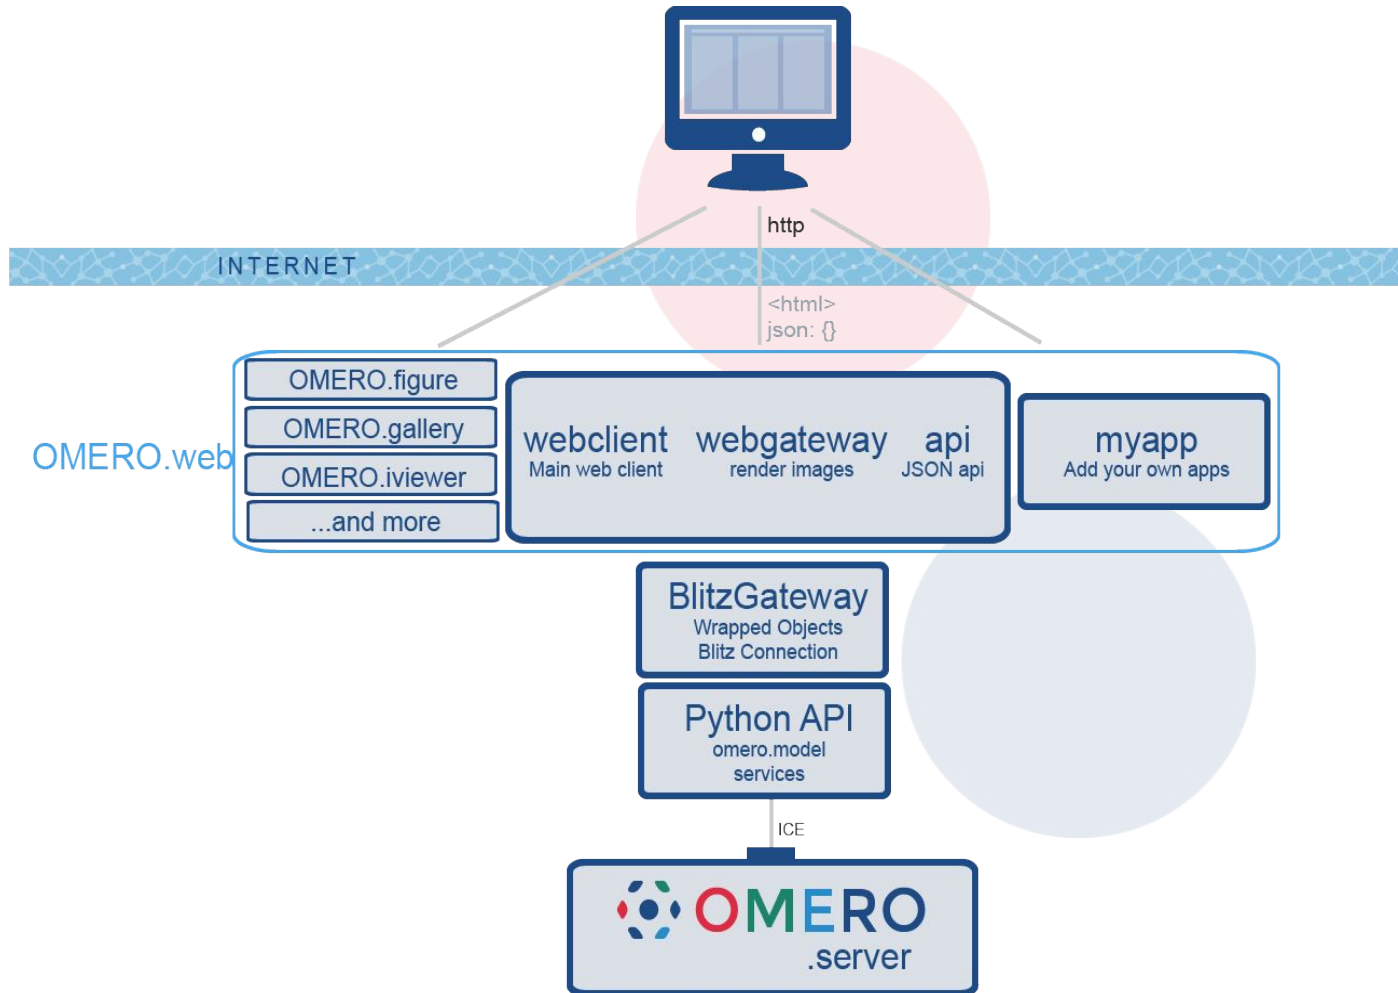 http
INTERNET
<html>
json: {}
OMERO.web
OMERO.figure
OMERO.gallery
OMERO.iviewer
...and more
webclient
Main web client
webgateway
render images
api
JSON api
myapp
Add your own apps
BlitzGateway
Wrapped Objects
Blitz Connection
Python API
omero.model
services
ICE
OMERO
.server